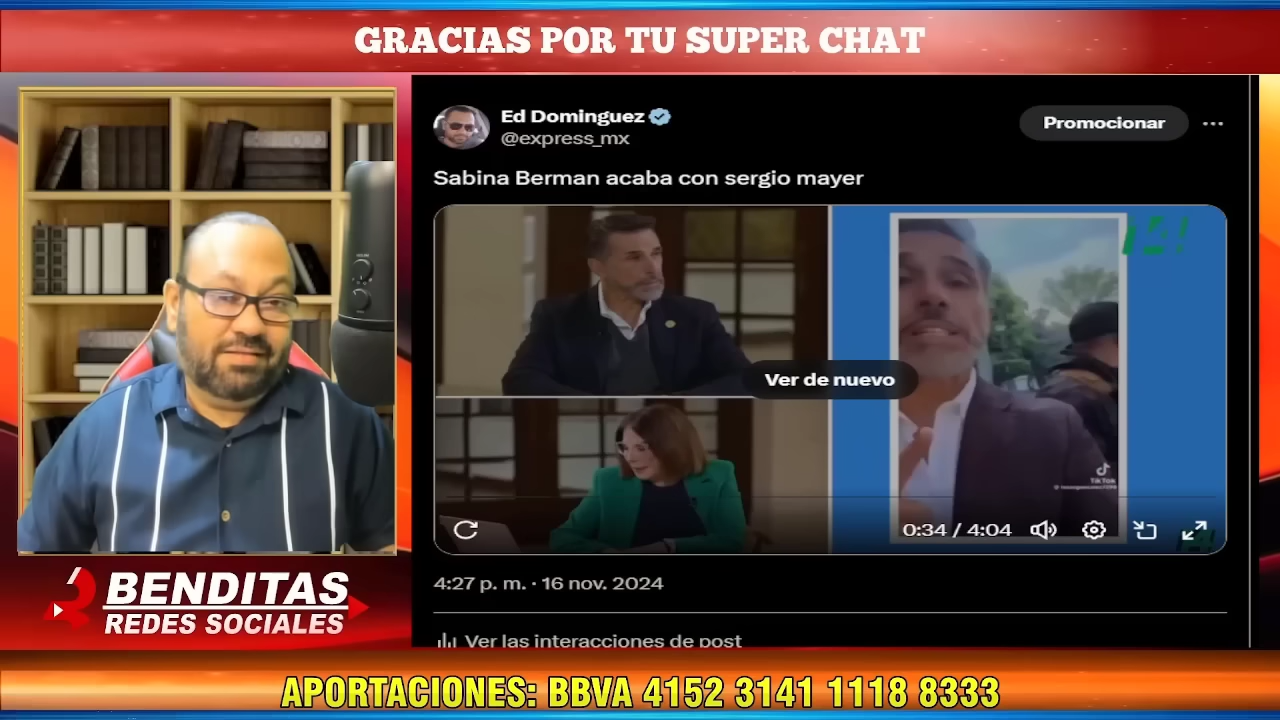 GRACIAS POR TU SUPER CHAT
Ed Dominguez
@express_mx
Promocionar
Sabina Berman acaba con sergio mayer
Ver de nuevo
TikTok
0:34 / 4:04
4:27 p. m. · 16 nov. 2024
Ver las interacciones de post
BENDITAS
REDES SOCIALES
APORTACIONES: BBVA 4152 3141 1118 8333